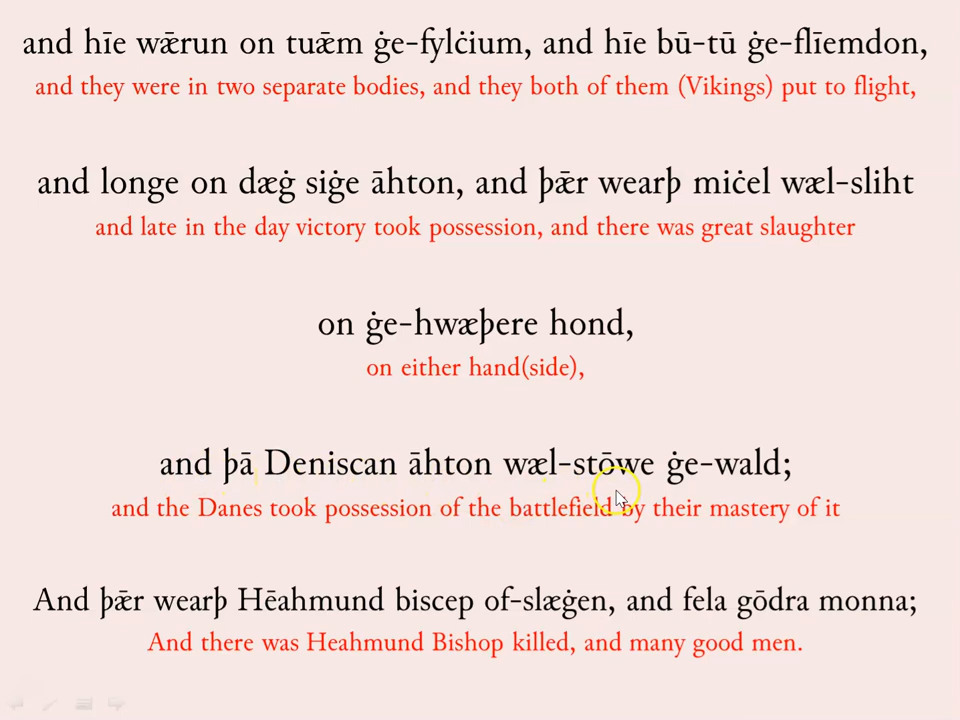 and hīe wǣrun on tuǣm ġe-fylċium, and hīe bū-tū ġe-flīemdon,
and they were in two separate bodies, and they both of them (Vikings) put to flight,
and longe on dæġ siġe āhton, and þǣr wearþ miċel wæl-sliht
and late in the day victory took possession, and there was great slaughter
on ġe-hwæþere hond,
on either hand(side),
and þā Deniscan āhton wæl-stōwe ġe-wald;
and the Danes took possession of the battlefield by their mastery of it
And þǣr wearþ Hēahmund biscep of-slæġen, and fela gōdra monna;
And there was Heahmund Bishop killed, and many good men.